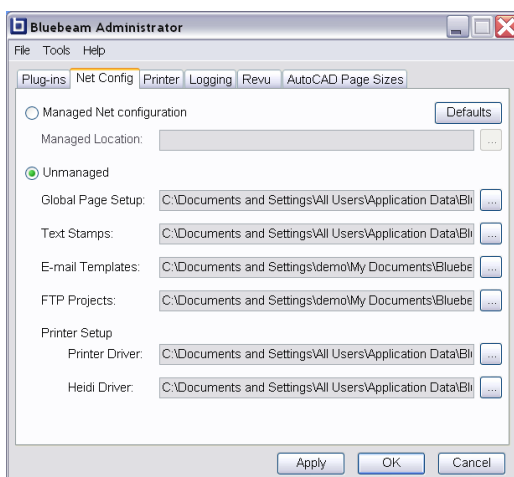 Bluebeam Administrator
File Tools Help
Plug-ins Net Config Printer Logging Revu AutoCAD Page Sizes
Managed Net configuration Defaults
Managed Location: ...
Unmanaged
Global Page Setup: C:\Documents and Settings\All Users\Application Data\Blu ...
Text Stamps: C:\Documents and Settings\All Users\Application Data\Blu ...
E-mail Templates: C:\Documents and Settings\demo\My Documents\Bluebe ...
FTP Projects: C:\Documents and Settings\demo\My Documents\Bluebe ...
Printer Setup
Printer Driver: C:\Documents and Settings\All Users\Application Data\Blu ...
Heidi Driver: C:\Documents and Settings\All Users\Application Data\Blu ...
Apply OK Cancel